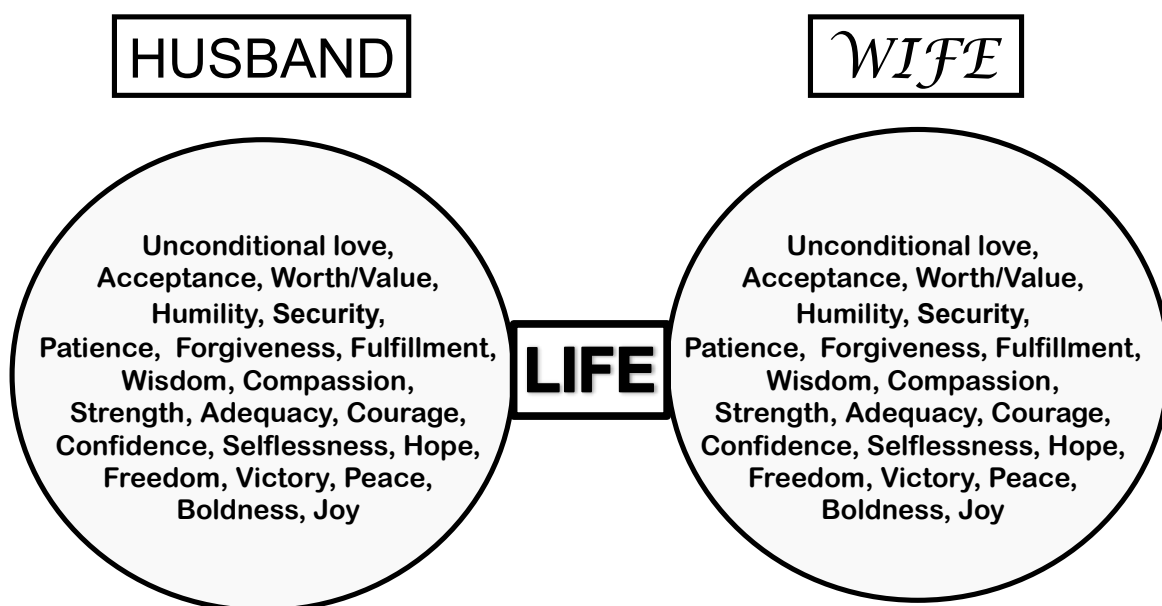 HUSBAND
WIFE
Unconditional love,
Acceptance, Worth/Value,
Humility, Security,
Patience,  Forgiveness, Fulfillment,
Wisdom, Compassion,
Strength, Adequacy, Courage,
Confidence, Selflessness, Hope,
Freedom, Victory, Peace,
Boldness, Joy
LIFE
Unconditional love,
Acceptance, Worth/Value,
Humility, Security,
Patience,  Forgiveness, Fulfillment,
Wisdom, Compassion,
Strength, Adequacy, Courage,
Confidence, Selflessness, Hope,
Freedom, Victory, Peace,
Boldness, Joy